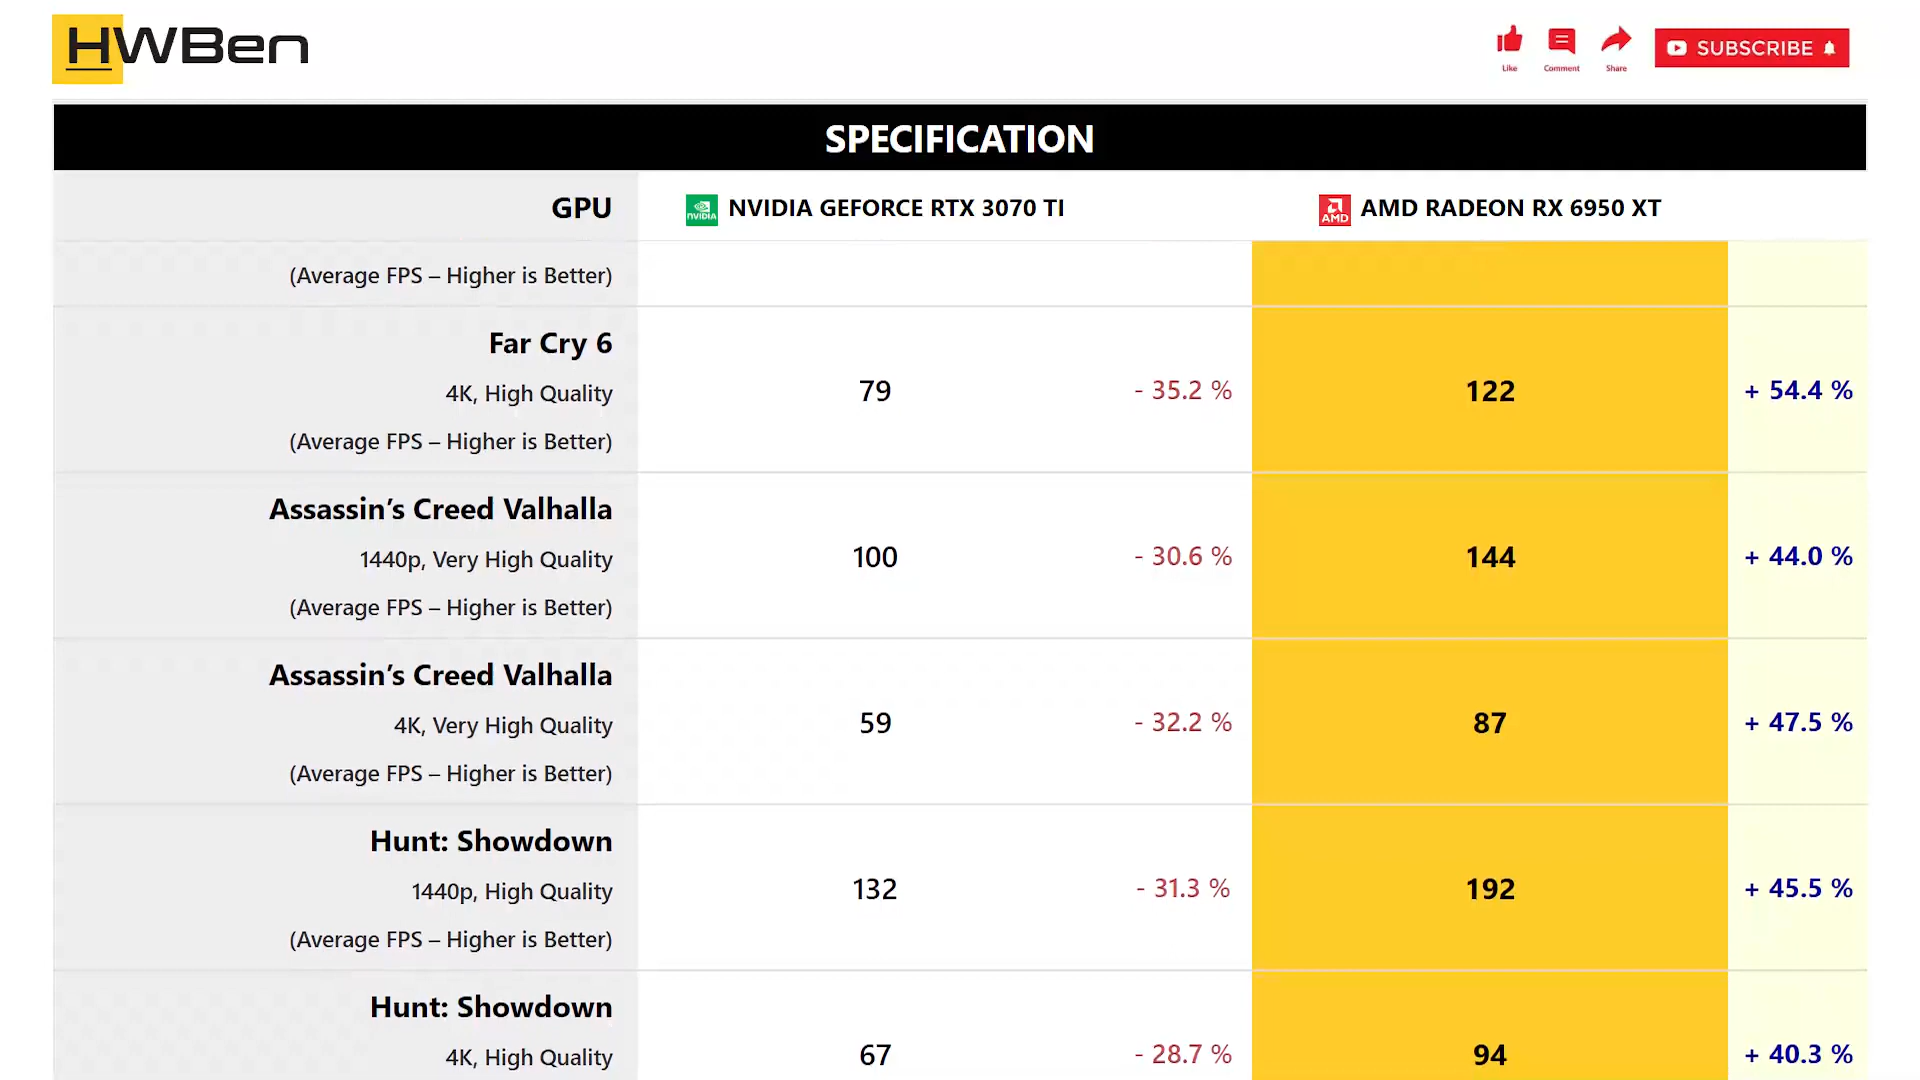 HWBen
Like
Comment
Share
SUBSCRIBE
SPECIFICATION
GPU
NVIDIA
NVIDIA GEFORCE RTX 3070 TI
AMD
AMD RADEON RX 6950 XT
(Average FPS – Higher is Better)
Far Cry 6
4K, High Quality
(Average FPS – Higher is Better)
79
- 35.2 %
122
+ 54.4 %
Assassin’s Creed Valhalla
1440p, Very High Quality
(Average FPS – Higher is Better)
100
- 30.6 %
144
+ 44.0 %
Assassin’s Creed Valhalla
4K, Very High Quality
(Average FPS – Higher is Better)
59
- 32.2 %
87
+ 47.5 %
Hunt: Showdown
1440p, High Quality
(Average FPS – Higher is Better)
132
- 31.3 %
192
+ 45.5 %
Hunt: Showdown
4K, High Quality
67
- 28.7 %
94
+ 40.3 %